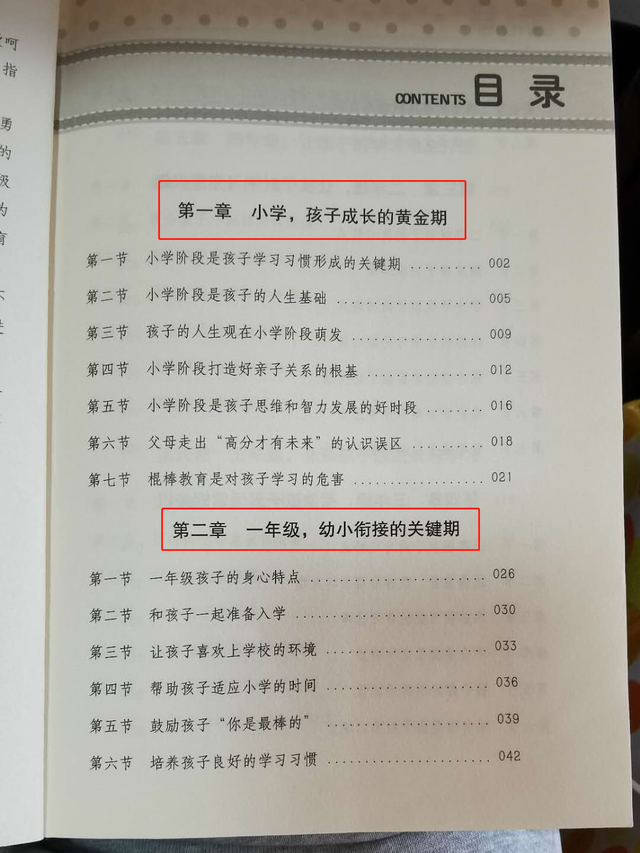 呵
指
勇
的
级
为
育
CONTENTS 目录
第一章 小学，孩子成长的黄金期
第一节 小学阶段是孩子学习习惯形成的关键期 .......... 002
第二节 小学阶段是孩子的人生基础 .................. 005
第三节 孩子的人生观在小学阶段萌发 ................ 009
第四节 小学阶段打造好亲子关系的根基 .............. 012
第五节 小学阶段是孩子思维和智力发展的好时段 ........ 016
第六节 父母走出“高分才有未来”的认识误区 .......... 018
第七节 棍棒教育是对孩子学习的危害 ................ 021
第二章 一年级，幼小衔接的关键期
第一节 一年级孩子的身心特点 .................... 026
第二节 和孩子一起准备入学 ...................... 030
第三节 让孩子喜欢上学校的环境 .................. 033
第四节 帮助孩子适应小学的时间 .................. 036
第五节 鼓励孩子“你是最棒的” .................... 039
第六节 培养孩子良好的学习习惯 .................. 042